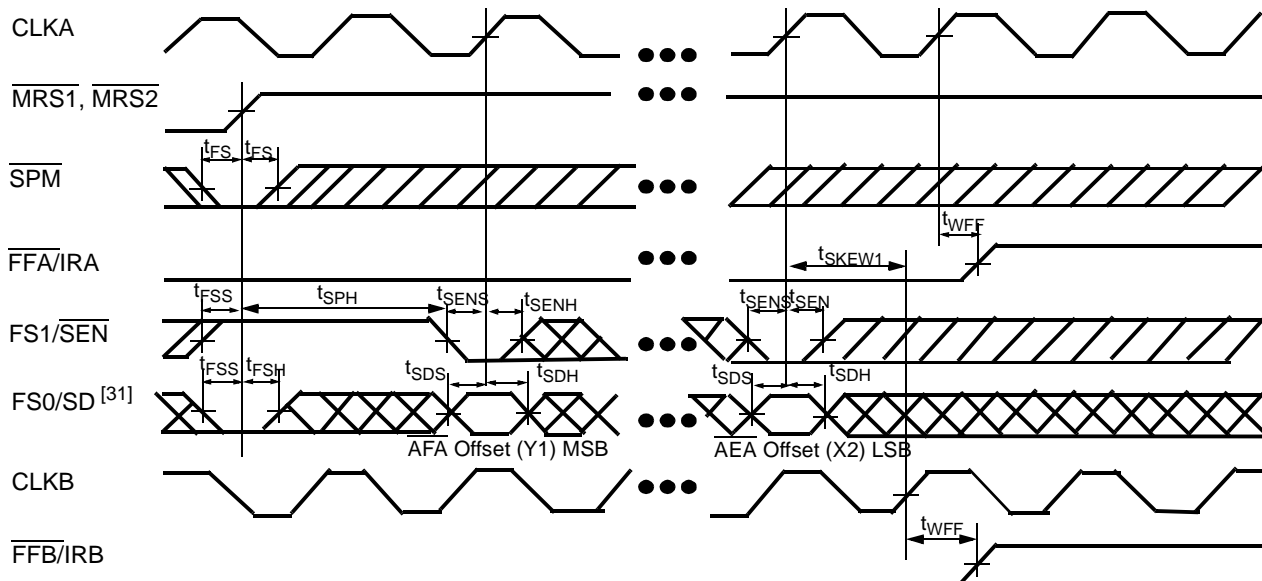 CLKA
MRS1, MRS2
tFS tFS
SPM
tWFF
FFA/IRA
tSKEW1
tFSS tSPH tSENS tSENH tSENS tSEN
FS1/SEN
tFSS tFSH tSDS tSDH tSDS tSDH
FS0/SD [31]
AFA Offset (Y1) MSB AEA Offset (X2) LSB
CLKB
tWFF
FFB/IRB